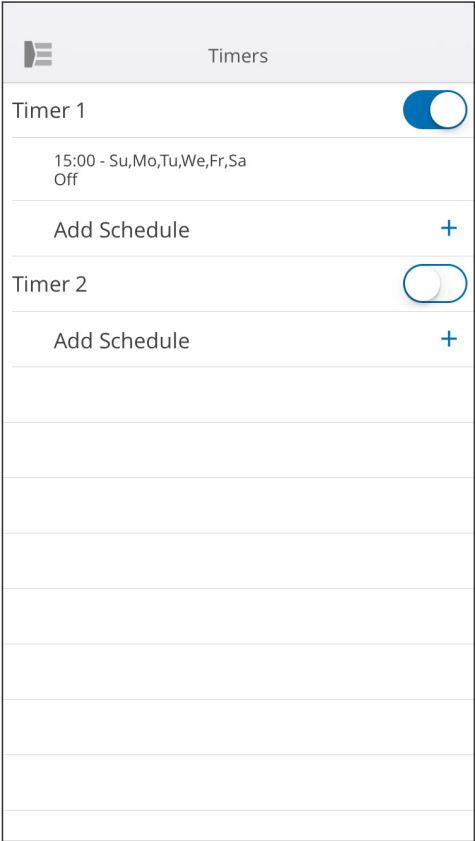 Timers
Timer 1
15:00 - Su,Mo,Tu,We,Fr,Sa
Off
Add Schedule +
Timer 2
Add Schedule +